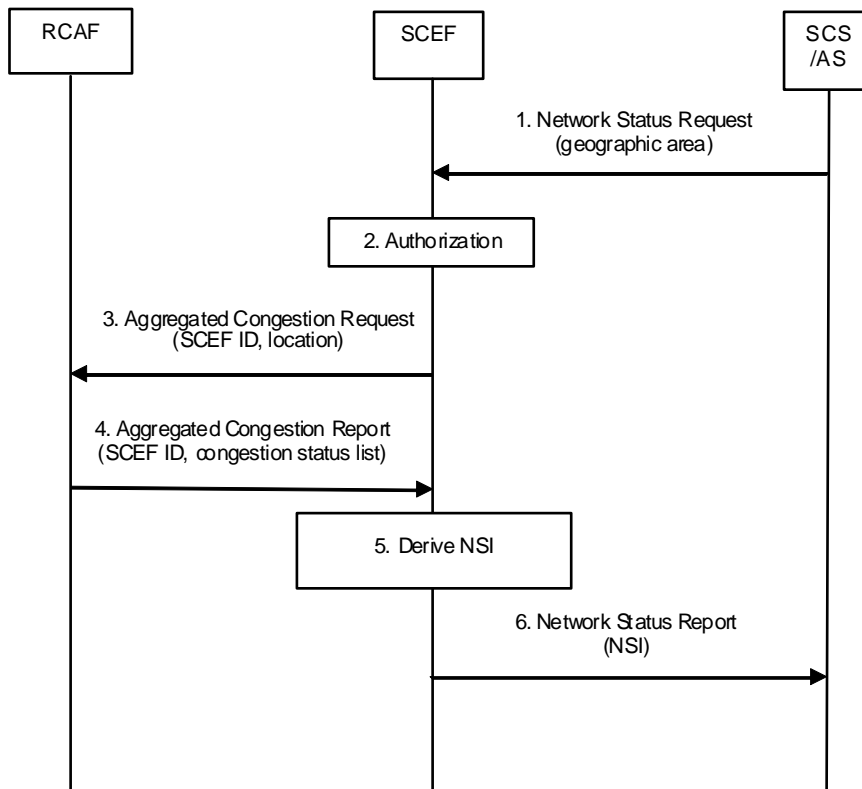 RCAF
SCEF
SCS
/AS
1. Network Status Request
(geographic area)
2. Authorization
3. Aggregated Congestion Request
(SCEF ID, location)
4. Aggregated Congestion Report
(SCEF ID, congestion status list)
5. Derive NSI
6. Network Status Report
(NSI)